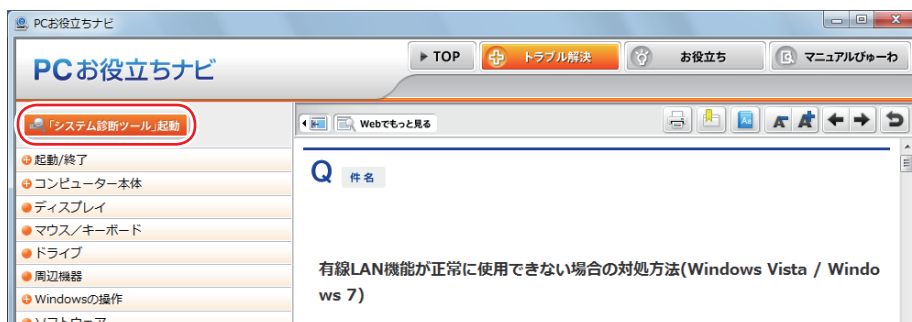 PCお役立ちナビ
PCお役立ちナビ
TOP
トラブル解決
お役立ち
マニュアルびゅーわ
「システム診断ツール」起動
Webでもっと見る
起動/終了
コンピューター本体
ディスプレイ
マウス／キーボード
ドライブ
周辺機器
Windowsの操作
ソフトウェア
Q 件名
有線LAN機能が正常に使用できない場合の対処方法(Windows Vista / Windo
ws 7)